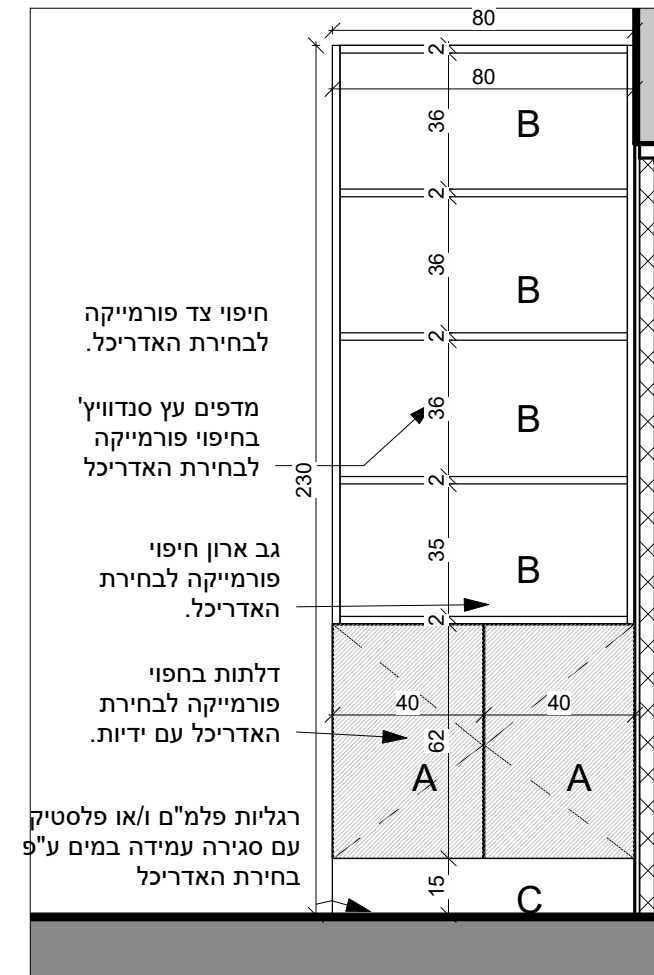 80
2
80
36
B
2
36
B
חיפוי צד פורמייקה
לבחירת האדריכל.
2
מדפים עץ סנדוויץ'
בחיפוי פורמייקה
לבחירת האדריכל
36
B
230
2
גב ארון חיפוי
פורמייקה לבחירת
האדריכל.
35
B
2
דלתות בחפוי
פורמייקה לבחירת
האדריכל עם ידיות.
40
40
62
A
A
רגליות פלמ"ם ו/או פלסטיק
עם סגירה עמידה במים ע"פ
בחירת האדריכל
15
C